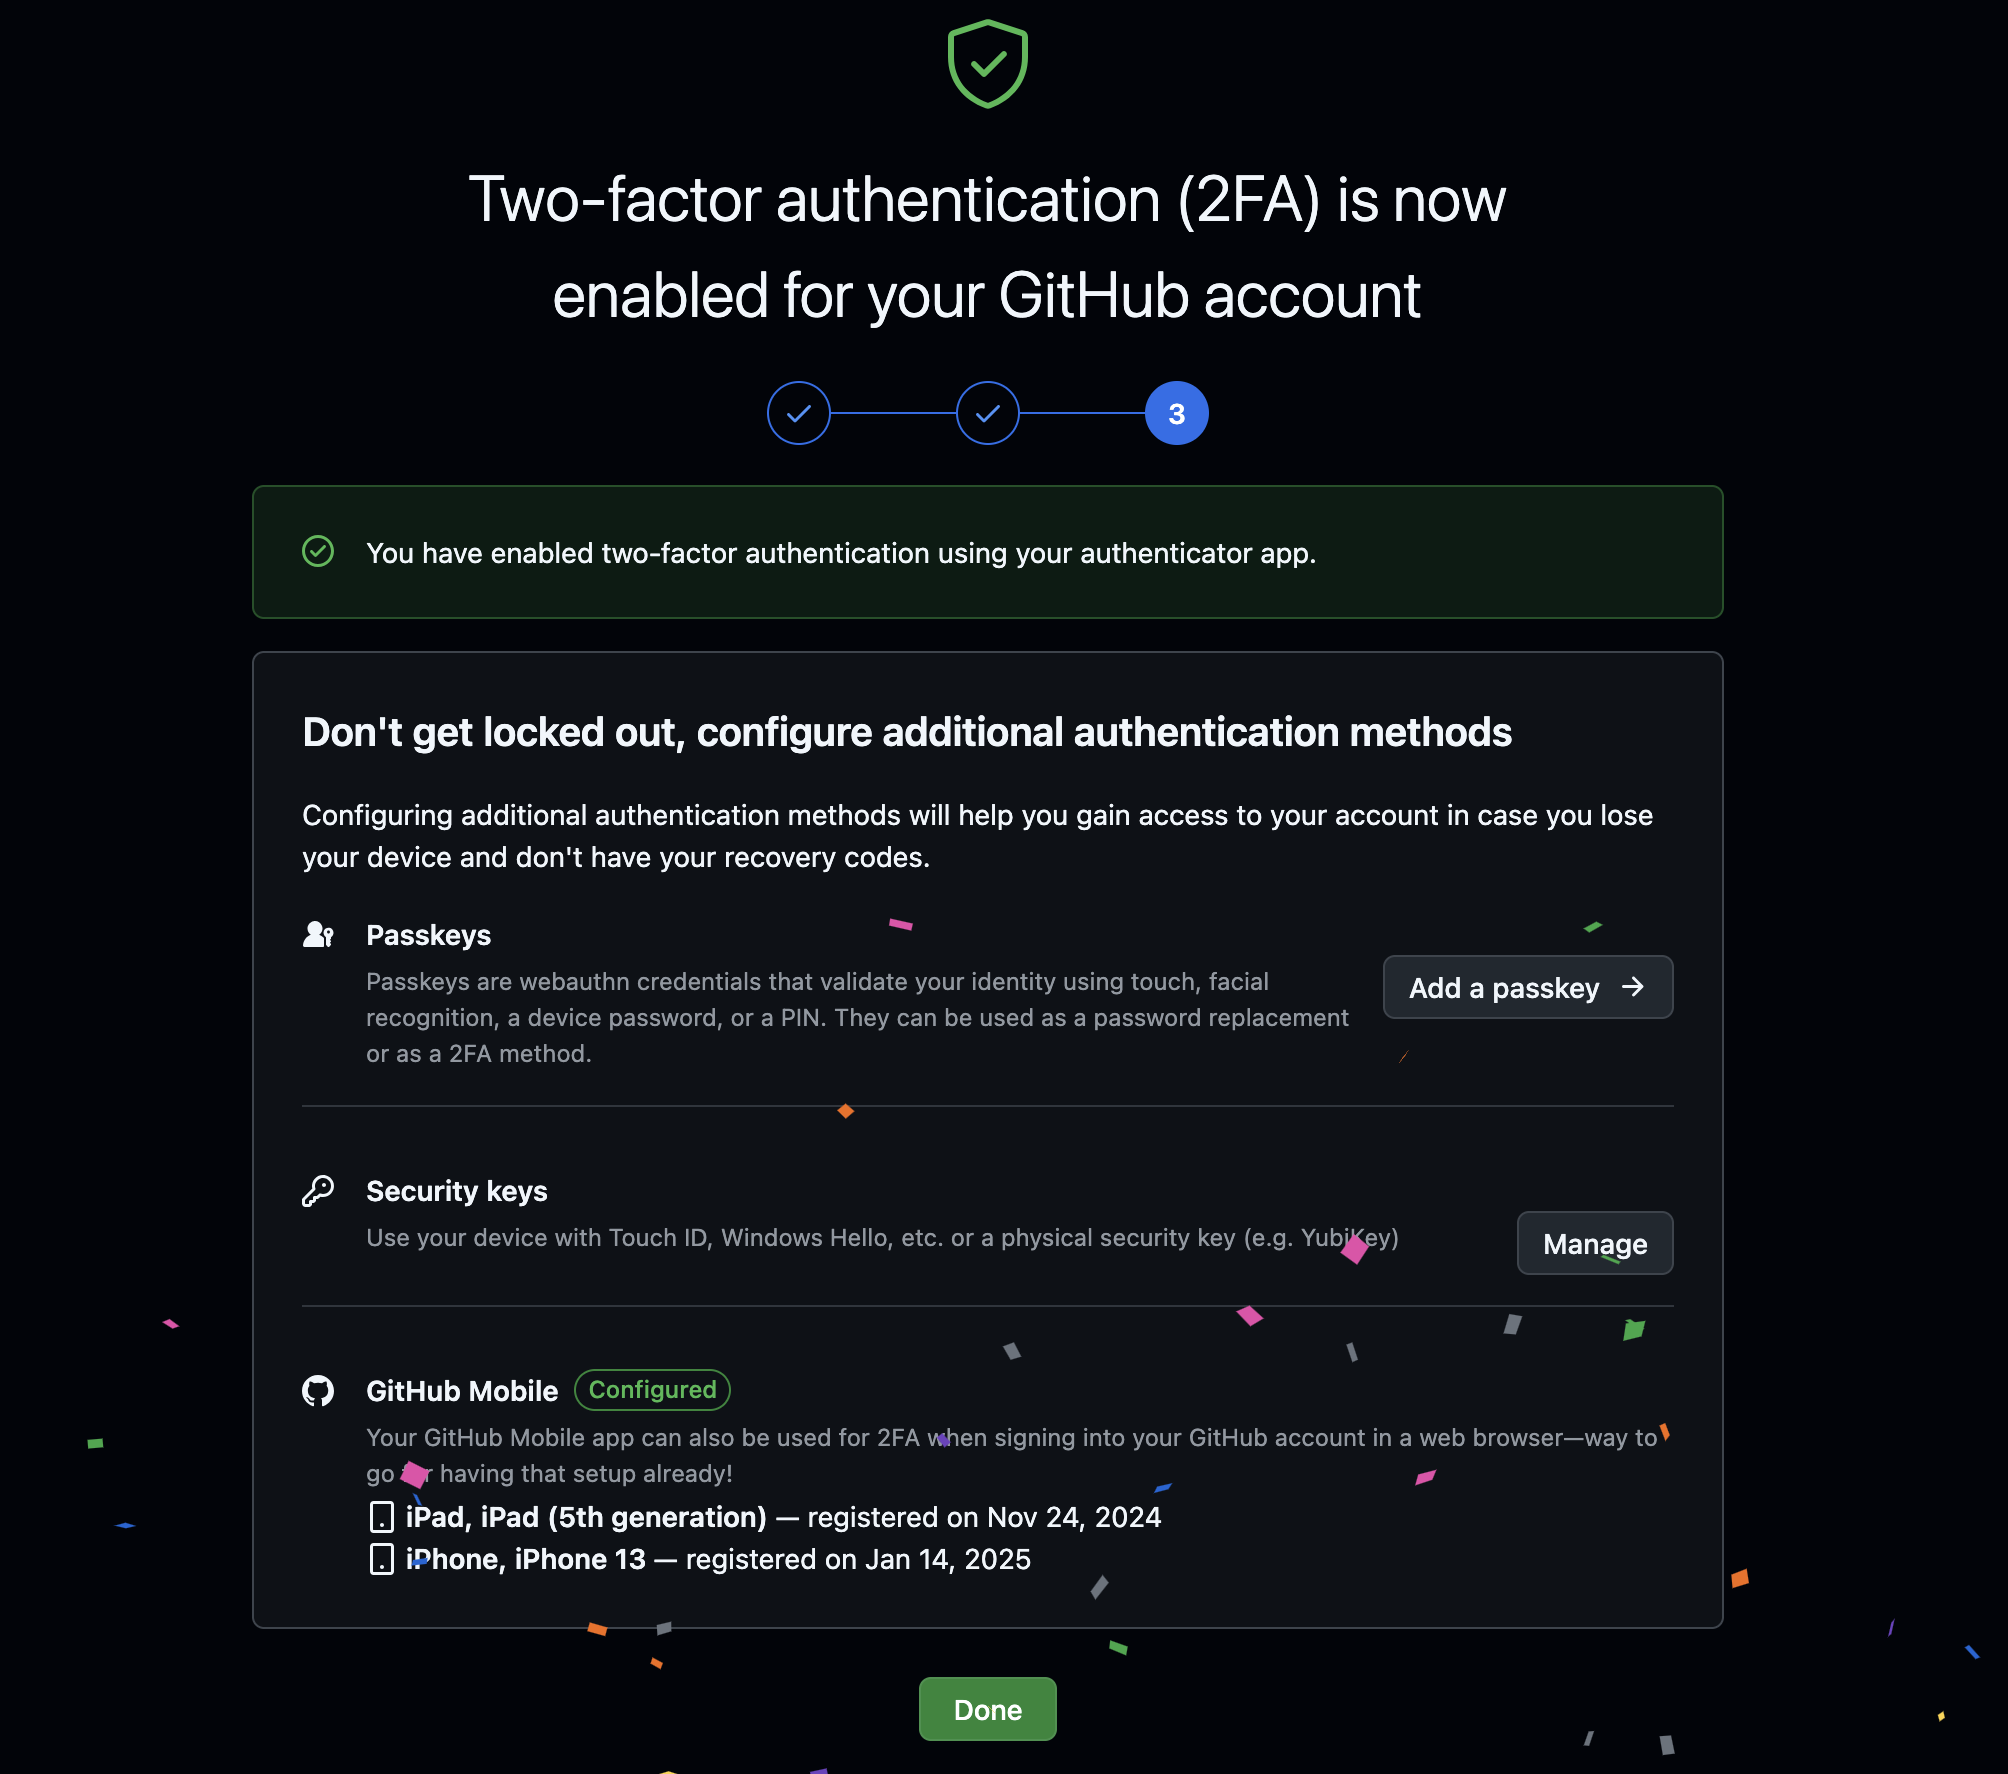 Two-factor authentication (2FA) is now
enabled for your GitHub account
3
You have enabled two-factor authentication using your authenticator app.
Don't get locked out, configure additional authentication methods
Configuring additional authentication methods will help you gain access to your account in case you lose
your device and don't have your recovery codes.
Passkeys
Passkeys are webauthn credentials that validate your identity using touch, facial
recognition, a device password, or a PIN. They can be used as a password replacement
or as a 2FA method.
Add a passkey →
Security keys
Use your device with Touch ID, Windows Hello, etc. or a physical security key (e.g. YubiKey)
Manage
GitHub Mobile Configured
Your GitHub Mobile app can also be used for 2FA when signing into your GitHub account in a web browser—way to
go for having that setup already!
iPad, iPad (5th generation) — registered on Nov 24, 2024
iPhone, iPhone 13 — registered on Jan 14, 2025
Done